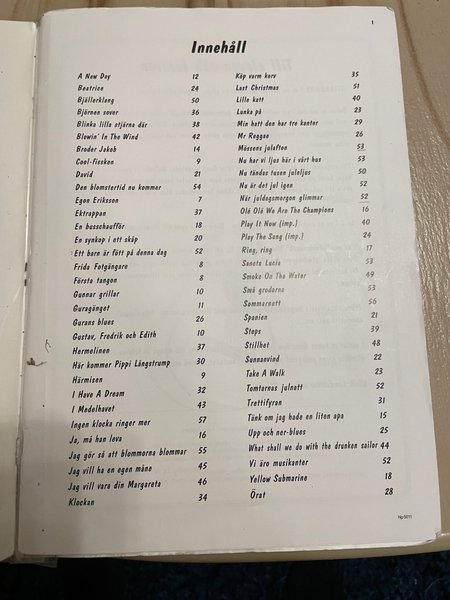 1
Innehåll
A New Day 12
Beatrice 24
Bjällerklang 50
Björnen sover 36
Blinka lilla stjärna där 38
Blowin' In The Wind 42
Broder Jakob 14
Cool-fissken 9
David 21
Den blomstertid nu kommer 54
Egon Eriksson 7
Ektrappan 37
En busschaufför 18
En synkop i ett skåp 20
Ett barn är fött på denna dag 52
Frida Fotgängare 8
Första tangon 8
Gunnar grillar 10
Guragänget 11
Gurans blues 26
Gustav, Fredrik och Edith 10
Hermelinen 37
Här kommer Pippi Långstrump 30
Härmisen 9
I Have A Dream 32
I Medelhavet 43
Ingen klocka ringer mer 57
Ja, må han leva 16
Jag gör så att blommorna blommar 55
Jag vill ha en egen måne 45
Jag vill vara din Margareta 46
Klockan 34
Köp varm korv 35
Last Christmas 51
Lille katt 40
Lunka på 23
Min hatt den har tre kanter 29
Mr Reggae 26
Mössens julafton 53
Nu har vi ljus här i vårt hus 53
Nu tändas tusen juleljus 50
Nu är det jul igen 52
När juldagsmorgon glimmar 52
Olé Olé We Are The Champions 16
Play It Now (imp.) 40
Play The Song (imp.) 24
Ring, ring 17
Sancta Lucia 53
Smoke On The Water 49
Små grodorna 53
Sommarnatt 56
Spanien 21
Steps 39
Stillhet 48
Sunnanvind 22
Take A Walk 23
Tomtarnas julnatt 52
Trettifyran 31
Tänk om jag hade en liten apa 15
Upp och ner-blues 25
What shall we do with the drunken sailor 44
Vi äro musikanter 52
Yellow Submarine 18
Örat 28